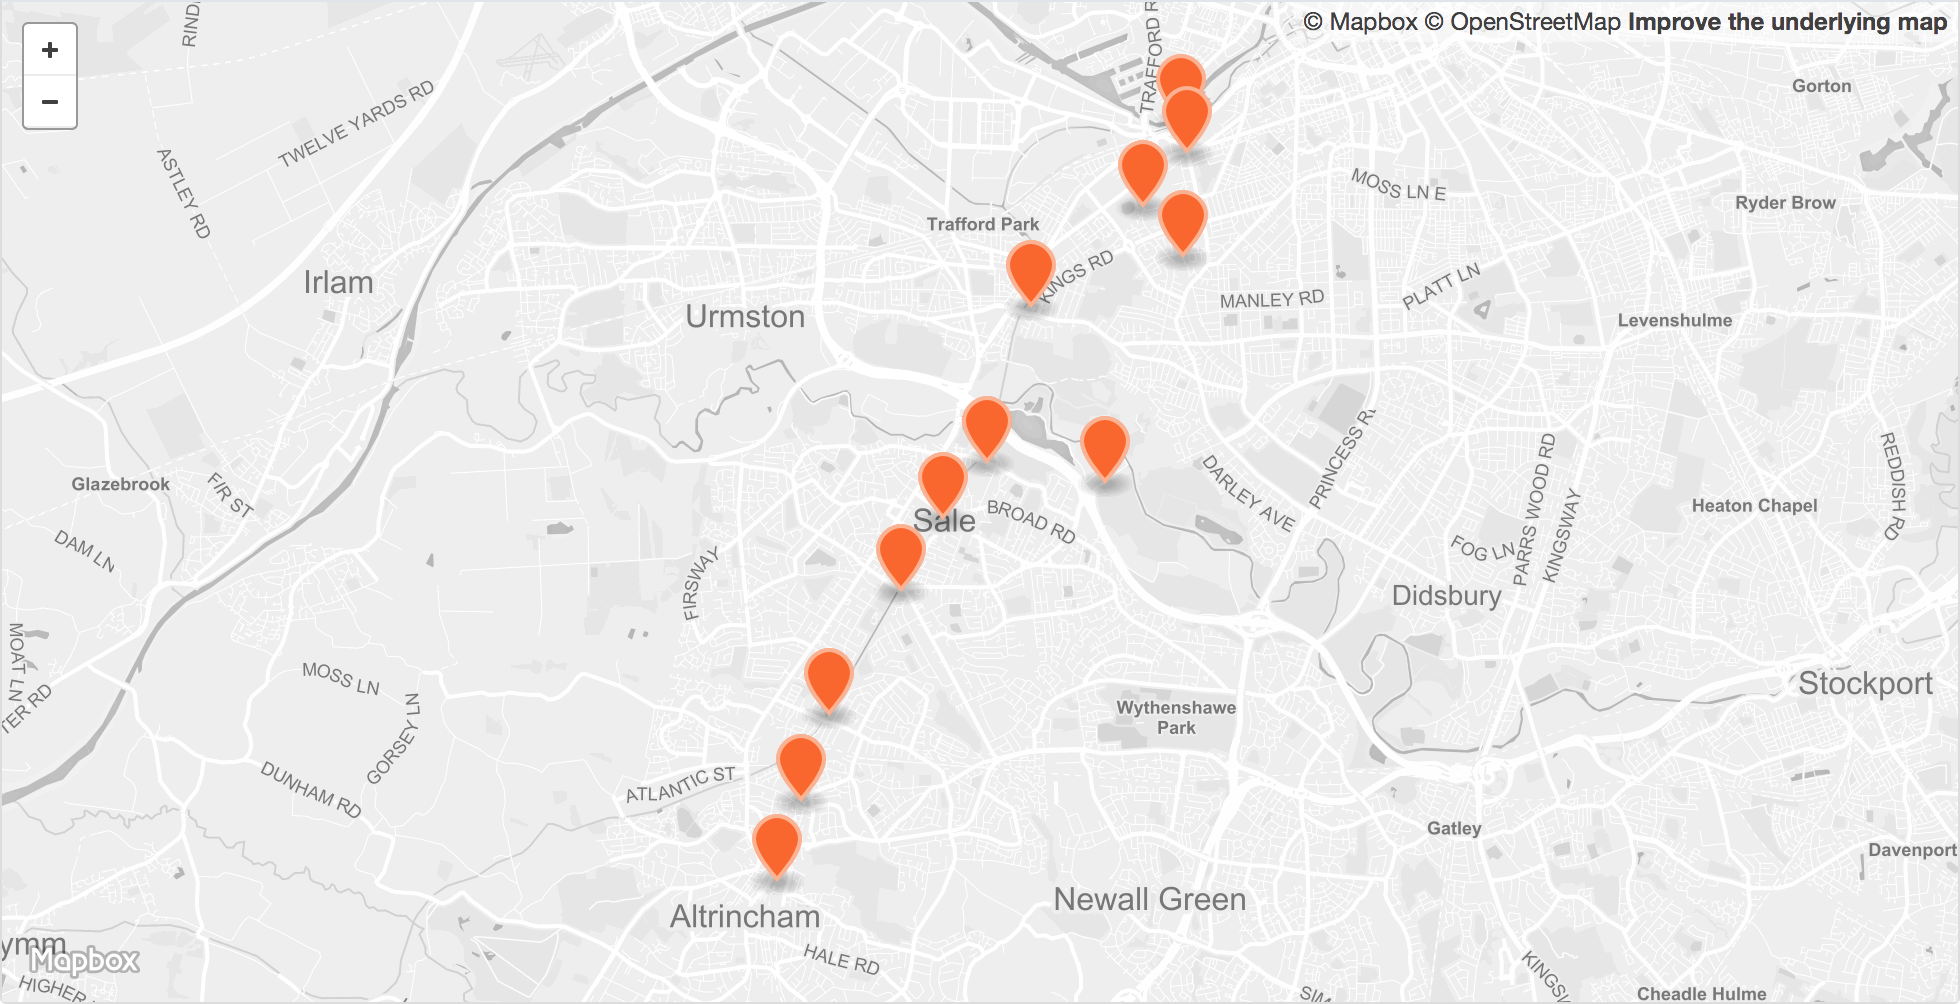 © Mapbox © OpenStreetMap Improve the underlying map
+
−
TRAFFORD R
TWELVE YARDS RD
ASTLEY RD
Gorton
MOSS LN E
Ryder Brow
Trafford Park
KINGS RD
Irlam
Urmston
MANLEY RD
PLATT LN
Levenshulme
PRINCESS R
Glazebrook
FIR ST
DAM LN
Sale
BROAD RD
DARLEY AVE
PARRS WOOD RD
KINGSWAY
FOG LN
Heaton Chapel
REDDISH RD
FIRSWAY
Didsbury
MOAT LN
TER RD
MOSS LN
GORSEY LN
DUNHAM RD
Wythenshawe
Park
Stockport
ATLANTIC ST
Gatley
Davenport
Newall Green
Altrincham
HALE RD
ymm
Mapbox
HIGHER
SIM
KINGSV
Cheadle Hulme
RIND